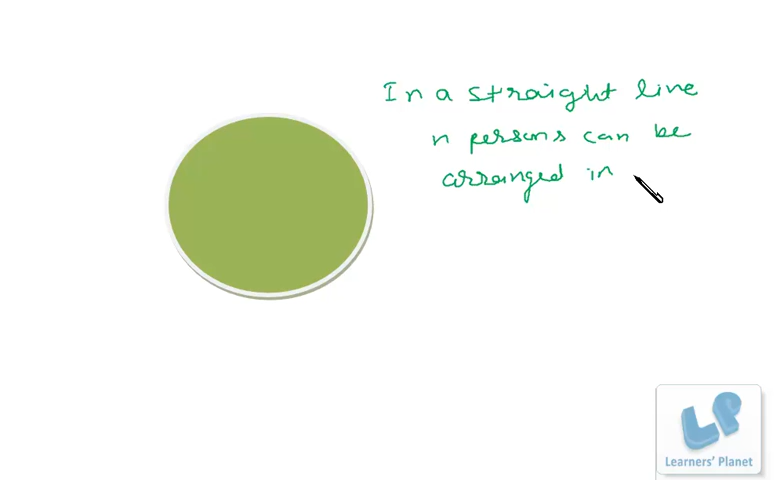 In a straight line
n persons can be
arranged in
LP
Learners' Planet